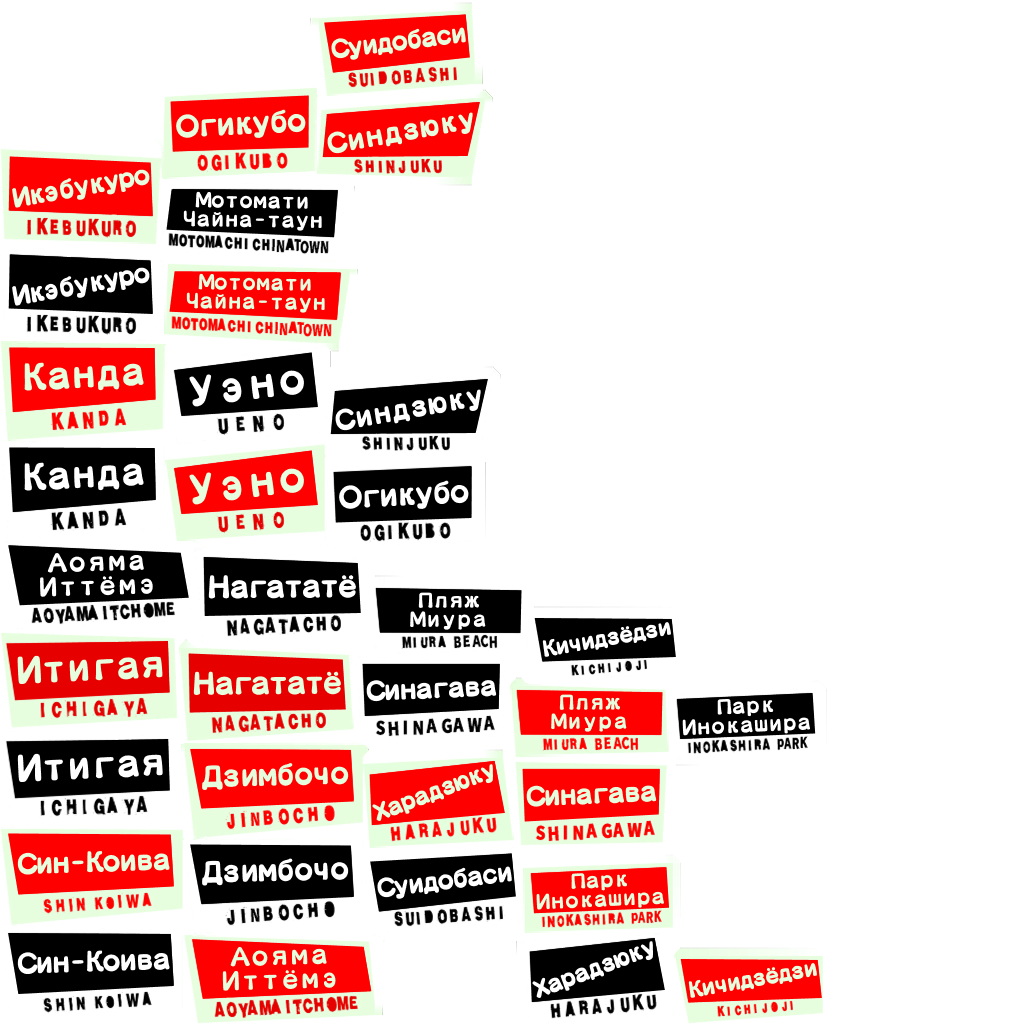 Суидобаси
SUIDOBASHI
Огикубо
OGIKUBO
Синдзюку
SHINJUKU
Икэбукуро
IKEBUKURO
Мотомати
Чайна-таун
MOTOMACHI CHINATOWN
Икэбукуро
IKEBUKURO
Мотомати
Чайна-таун
MOTOMACHI CHINATOWN
Канда
KANDA
Уэно
UENO
Синдзюку
SHINJUKU
Канда
KANDA
Уэно
UENO
Огикубо
OGIKUBO
Аояма
Иттёмэ
AOYAMA ITCHOME
Нагататё
NAGATACHO
Пляж
Миура
MIURA BEACH
Кичидзёдзи
KICHIJOJI
Итигая
ICHIGAYA
Нагататё
NAGATACHO
Синагава
SHINAGAWA
Пляж
Миура
MIURA BEACH
Парк
Инокашира
INOKASHIRA PARK
Итигая
ICHIGAYA
Дзимбочо
JINBOCHO
Харадзюку
HARAJUKU
Синагава
SHINAGAWA
Син-Коива
SHIN KOIWA
Дзимбочо
JINBOCHO
Суидобаси
SUIDOBASHI
Парк
Инокашира
INOKASHIRA PARK
Син-Коива
SHIN KOIWA
Аояма
Иттёмэ
AOYAMA ITCHOME
Харадзюку
HARAJUKU
Кичидзёдзи
KICHIJOJI